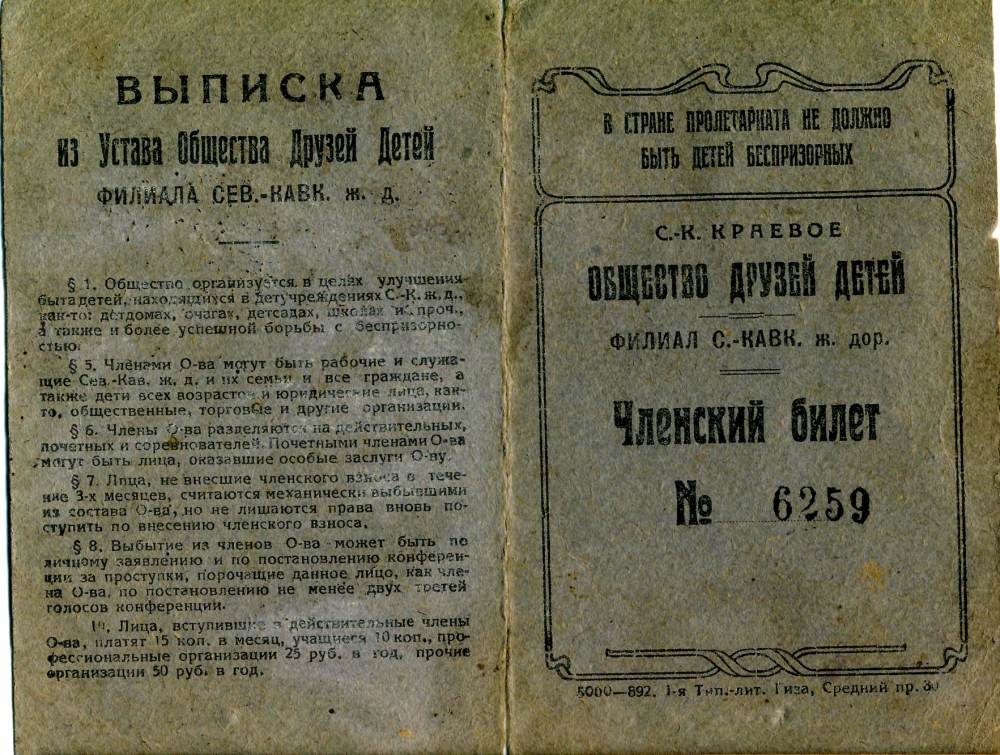 ВЫПИСКА
из Устава Общества Друзей Детей
ФИЛИАЛА СЕВ.-КАВК. ж. д.
§ 1. Общество организуется в целях улучшения
быта детей, находящихся в детучреждениях С.-К. ж. д.,
как-то: детдомах, очагах, детсадах, школах и проч.,
а также и более успешной борьбы с беспризорно-
стью.
§ 5. Членами О-ва могут быть рабочие и служа-
щие Сев.-Кав. ж. д. и их семьи и все граждане, а
также дети всех возрастов и юридические лица, как-
то, общественные, торговые и другие организации.
§ 6. Члены О-ва разделяются на действительных,
почетных и соревнователей. Почетными членами О-ва
могут быть лица, оказавшие особые заслуги О-ву.
§ 7. Лица, не внесшие членского взноса в тече-
ние 3-х месяцев, считаются механически выбывшими
из состава О-ва, но не лишаются права вновь по-
ступить по внесению членского взноса.
§ 8. Выбытие из членов О-ва может быть по
личному заявлению и по постановлению конферен-
ции за проступки, порочащие данное лицо, как чле-
на О-ва, по постановлению не менее двух третей
голосов конференции.
Лица, вступившие в действительные члены
О-ва, платят 15 коп. в месяц, учащиеся 10 коп., про-
фессиональные организации 25 руб. в год, прочие
организации 50 руб. в год.
В СТРАНЕ ПРОЛЕТАРИАТА НЕ ДОЛЖНО
БЫТЬ ДЕТЕЙ БЕСПРИЗОРНЫХ
С.-К. КРАЕВОЕ
ОБЩЕСТВО ДРУЗЕЙ ДЕТЕЙ
ФИЛИАЛ С.-КАВК. ж. дор.
Членский билет
№ 6259
5000—892. 1-я Тип.-лит. Гиза, Средний пр. 30